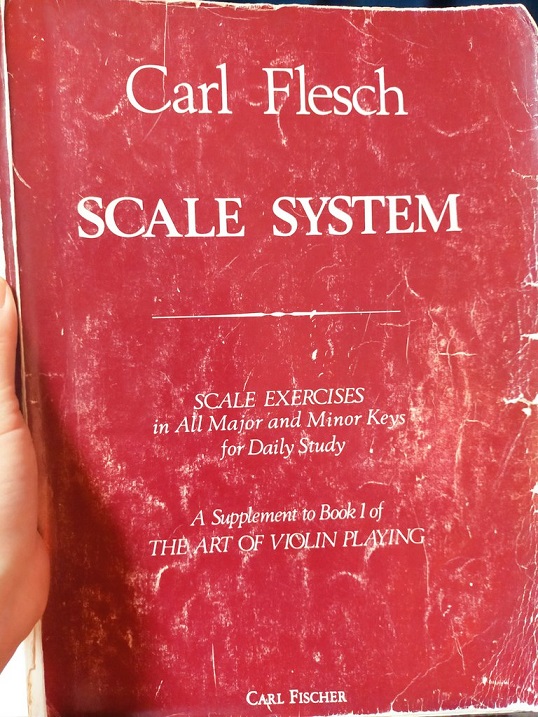 Carl Flesch
SCALE SYSTEM
SCALE EXERCISES
in All Major and Minor Keys
for Daily Study
A Supplement to Book 1 of
THE ART OF VIOLIN PLAYING
CARL FISCHER